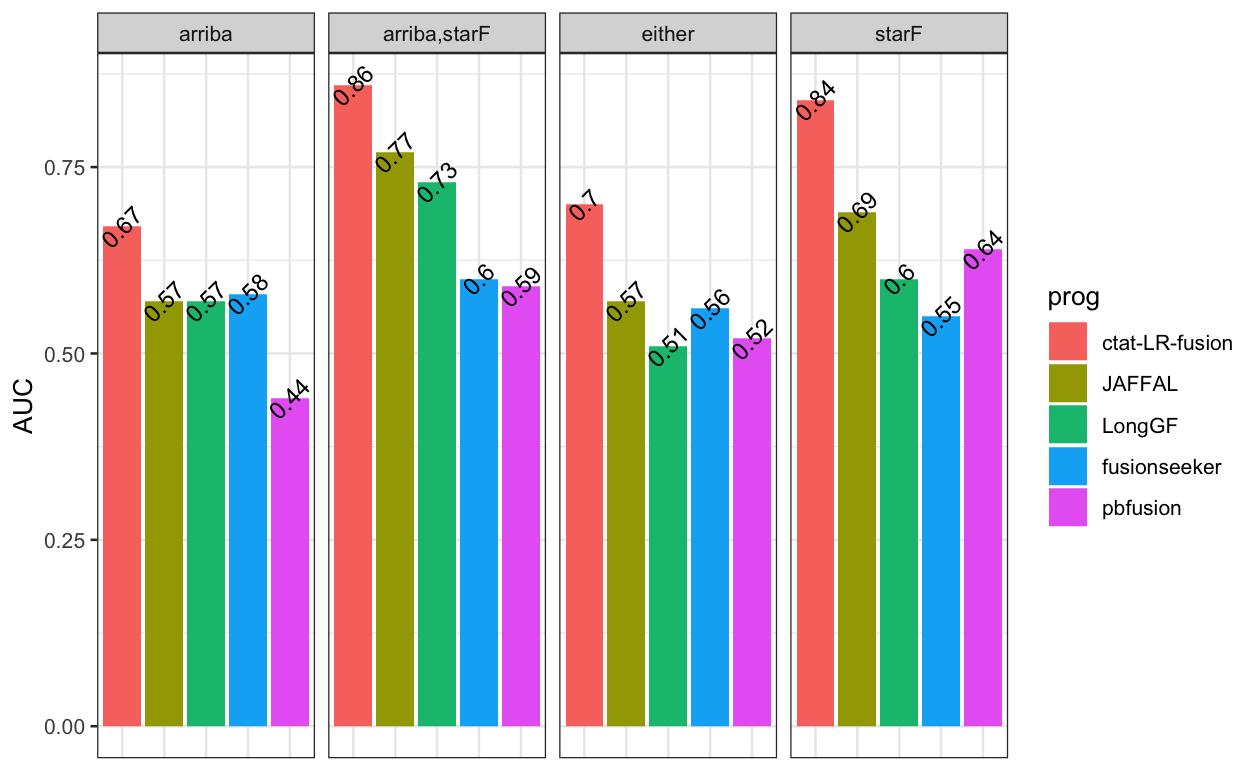 arriba
arriba,starF
either
starF
0.67
0.57
0.57
0.58
0.44
0.86
0.77
0.73
0.6
0.59
0.7
0.57
0.51
0.56
0.52
0.84
0.69
0.6
0.55
0.64
0.75
0.50
0.25
0.00
AUC
prog
ctat-LR-fusion
JAFFAL
LongGF
fusionseeker
pbfusion